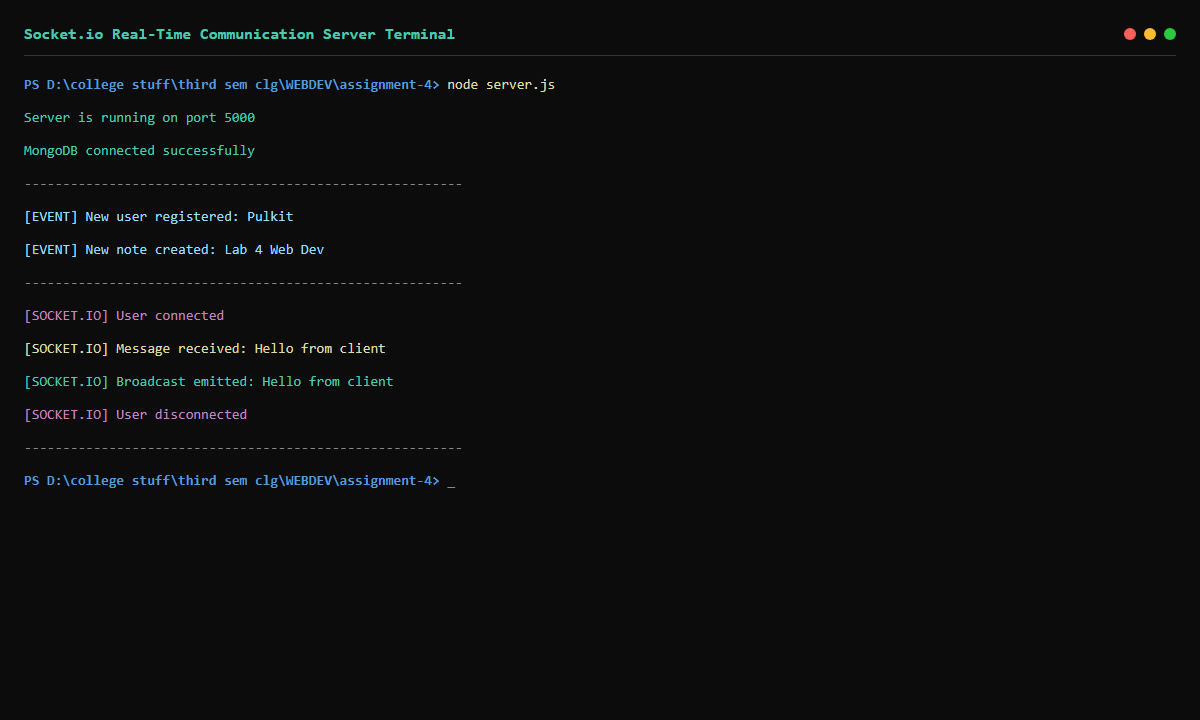 Socket.io Real-Time Communication Server Terminal
PS D:\college stuff\third sem clg\WEBDEV\assignment-4> node server.js
Server is running on port 5000
MongoDB connected successfully
---------------------------------------------------------
[EVENT] New user registered: Pulkit
[EVENT] New note created: Lab 4 Web Dev
---------------------------------------------------------
[SOCKET.IO] User connected
[SOCKET.IO] Message received: Hello from client
[SOCKET.IO] Broadcast emitted: Hello from client
[SOCKET.IO] User disconnected
---------------------------------------------------------
PS D:\college stuff\third sem clg\WEBDEV\assignment-4> _